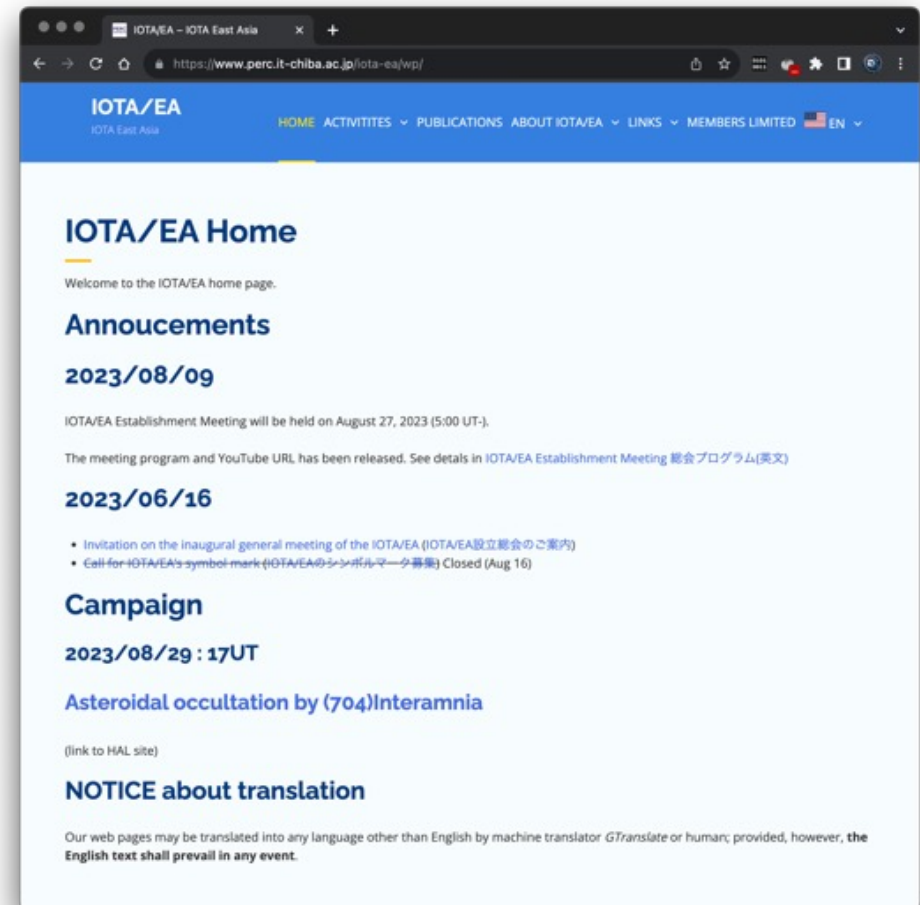 IOTA/EA – IOTA East Asia
https://www.perc.it-chiba.ac.jp/iota-ea/wp/
IOTA/EA
IOTA East Asia
HOME ACTIVITITES PUBLICATIONS ABOUT IOTA/EA LINKS MEMBERS LIMITED EN
IOTA/EA Home
Welcome to the IOTA/EA home page.
Annoucements
2023/08/09
IOTA/EA Establishment Meeting will be held on August 27, 2023 (5:00 UT-).
The meeting program and YouTube URL has been released. See detals in IOTA/EA Establishment Meeting 総会プログラム(英文)
2023/06/16
• Invitation on the inaugural general meeting of the IOTA/EA (IOTA/EA設立総会のご案内)
• Call for IOTA/EA's symbol mark (IOTA/EAのシンボルマーク募集) Closed (Aug 16)
Campaign
2023/08/29 : 17UT
Asteroidal occultation by (704)Interamnia
(link to HAL site)
NOTICE about translation
Our web pages may be translated into any language other than English by machine translator GTranslate or human; provided, however, the
English text shall prevail in any event.